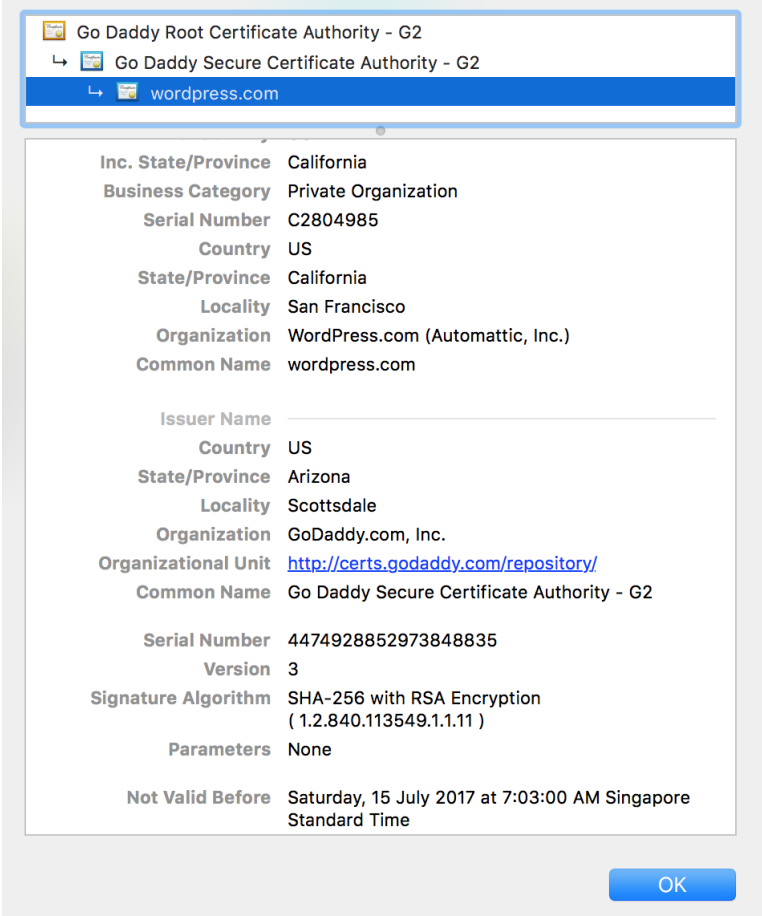 Go Daddy Root Certificate Authority - G2
↳ Go Daddy Secure Certificate Authority - G2
↳ wordpress.com
Inc. State/Province California
Business Category Private Organization
Serial Number C2804985
Country US
State/Province California
Locality San Francisco
Organization WordPress.com (Automattic, Inc.)
Common Name wordpress.com
Issuer Name
Country US
State/Province Arizona
Locality Scottsdale
Organization GoDaddy.com, Inc.
Organizational Unit http://certs.godaddy.com/repository/
Common Name Go Daddy Secure Certificate Authority - G2
Serial Number 4474928852973848835
Version 3
Signature Algorithm SHA-256 with RSA Encryption
( 1.2.840.113549.1.1.11 )
Parameters None
Not Valid Before Saturday, 15 July 2017 at 7:03:00 AM Singapore
Standard Time
OK